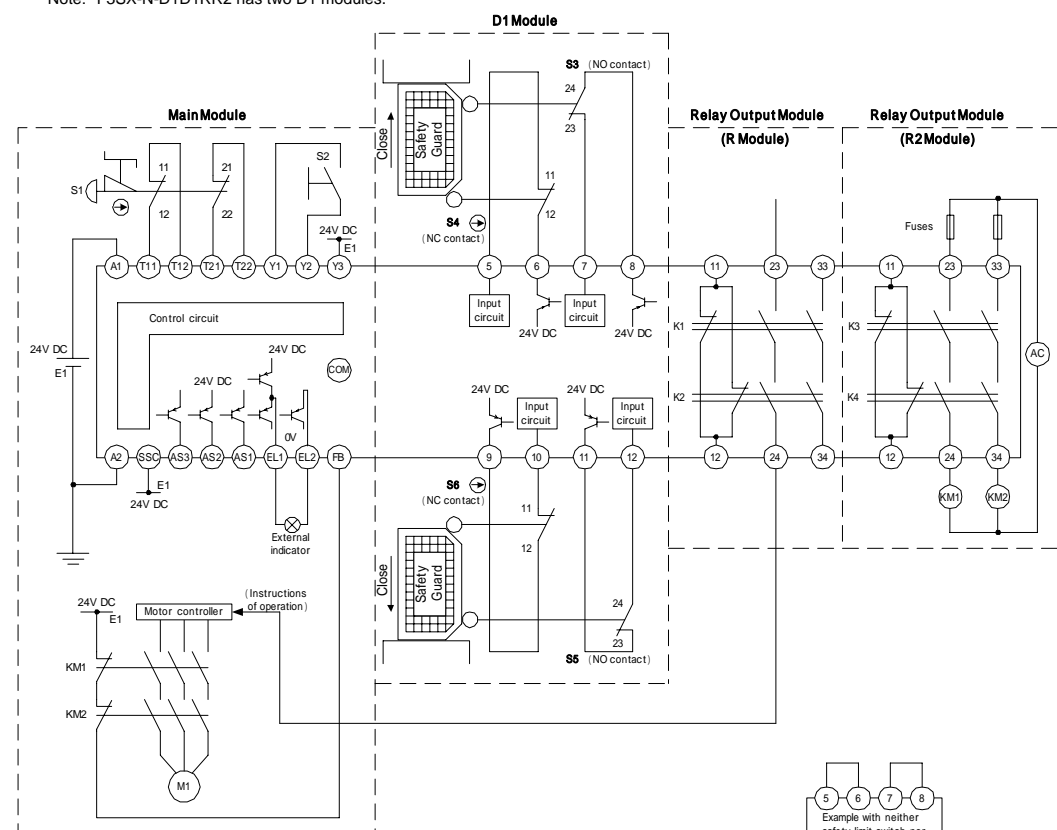 Note: F3SX-N-D1D1RR2 has two D1 modules.
D1 Module
S3 (NO contact)
24
23
Close
Safety
Guard
11
12
S4
(NC contact)
Main Module
Relay Output Module
(R Module)
Relay Output Module
(R2 Module)
S1
11
12
21
22
S2
24V DC
E1
Fuses
A1
T11
T12
T21
T22
Y1
Y2
Y3
5
6
7
8
11
23
33
11
23
33
Input
circuit
24V DC
Input
circuit
24V DC
Control circuit
K1
K3
AC
24V DC
E1
24V DC
24V DC
COM
0V
24V DC
Input
circuit
24V DC
Input
circuit
K2
K4
A2
SSC
AS3
AS2
AS1
EL1
EL2
FB
9
10
11
12
12
24
34
12
24
34
E1
24V DC
S6
(NC contact)
11
12
KM1
KM2
External
indicator
Close
Safety
Guard
24
23
S5 (NO contact)
24V DC
E1
Motor controller
(Instructions
of operation)
KM1
KM2
M1
5
6
7
8
Example with neither